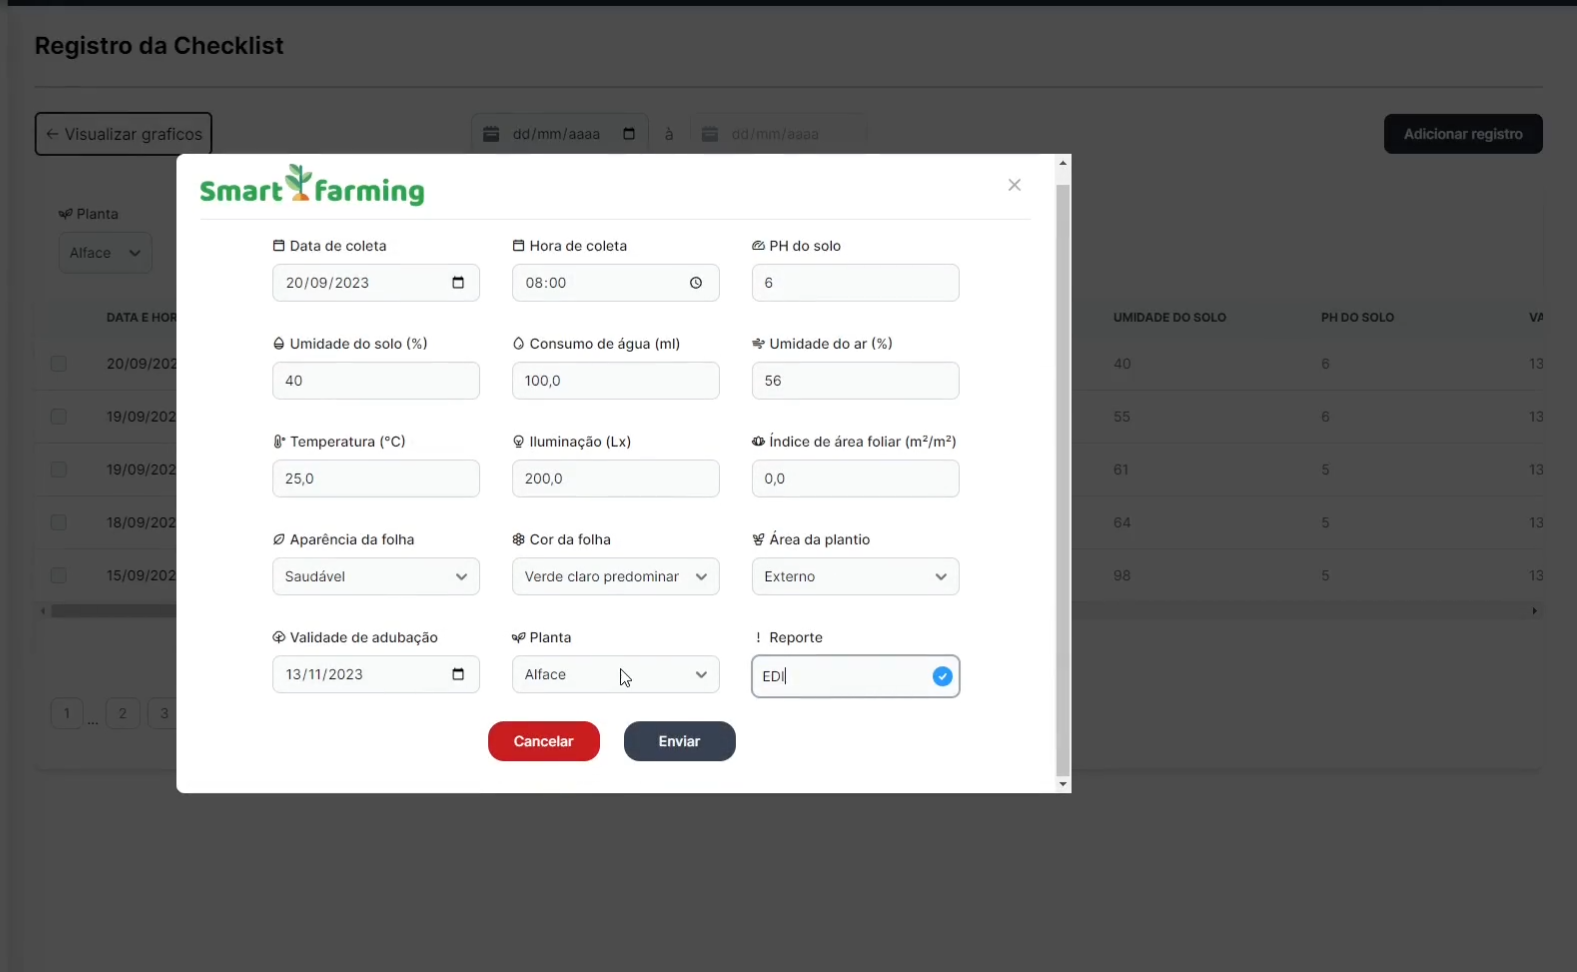 Registro da Checklist
← Visualizar graficos
dd/mm/aaaa à dd/mm/aaaa
Adicionar registro
Smart farming
Planta
Alface
Data de coleta Hora de coleta PH do solo
20/09/2023 08:00 6
DATA E HOR UMIDADE DO SOLO PH DO SOLO VA
Umidade do solo (%) Consumo de água (ml) Umidade do ar (%)
20/09/202 40 6 13
40 100,0 56
19/09/202 55 6 13
Temperatura (°C) Iluminação (Lx) Índice de área foliar (m²/m²)
19/09/202 61 5 13
25,0 200,0 0,0
18/09/202 64 5 13
Aparência da folha Cor da folha Área da plantio
Saudável Verde claro predominar Externo
15/09/202 98 5 13
Validade de adubação Planta ! Reporte
13/11/2023 Alface EDI
1 ... 2 3
Cancelar Enviar